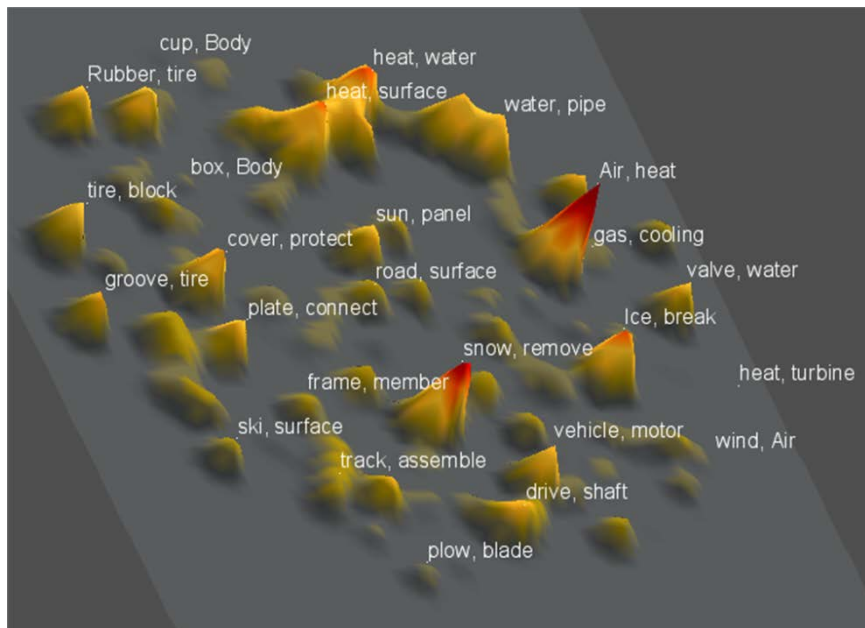 cup, Body
heat, water
Rubber, tire
heat, surface
water, pipe
box, Body
Air, heat
tire, block
sun, panel
cover, protect
gas, cooling
groove, tire
road, surface
valve, water
plate, connect
Ice, break
snow, remove
frame, member
heat, turbine
ski, surface
vehicle, motor
wind, Air
track, assemble
drive, shaft
plow, blade